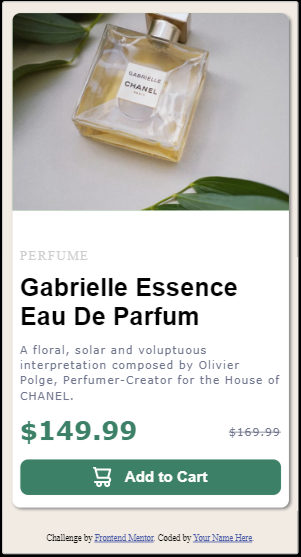 GABRIELLE
CHANEL
PARIS
PERFUME
Gabrielle Essence
Eau De Parfum
A floral, solar and voluptuous
interpretation composed by Olivier
Polge, Perfumer-Creator for the House of
CHANEL.
$149.99 $169.99
Add to Cart
Challenge by Frontend Mentor. Coded by Your Name Here.